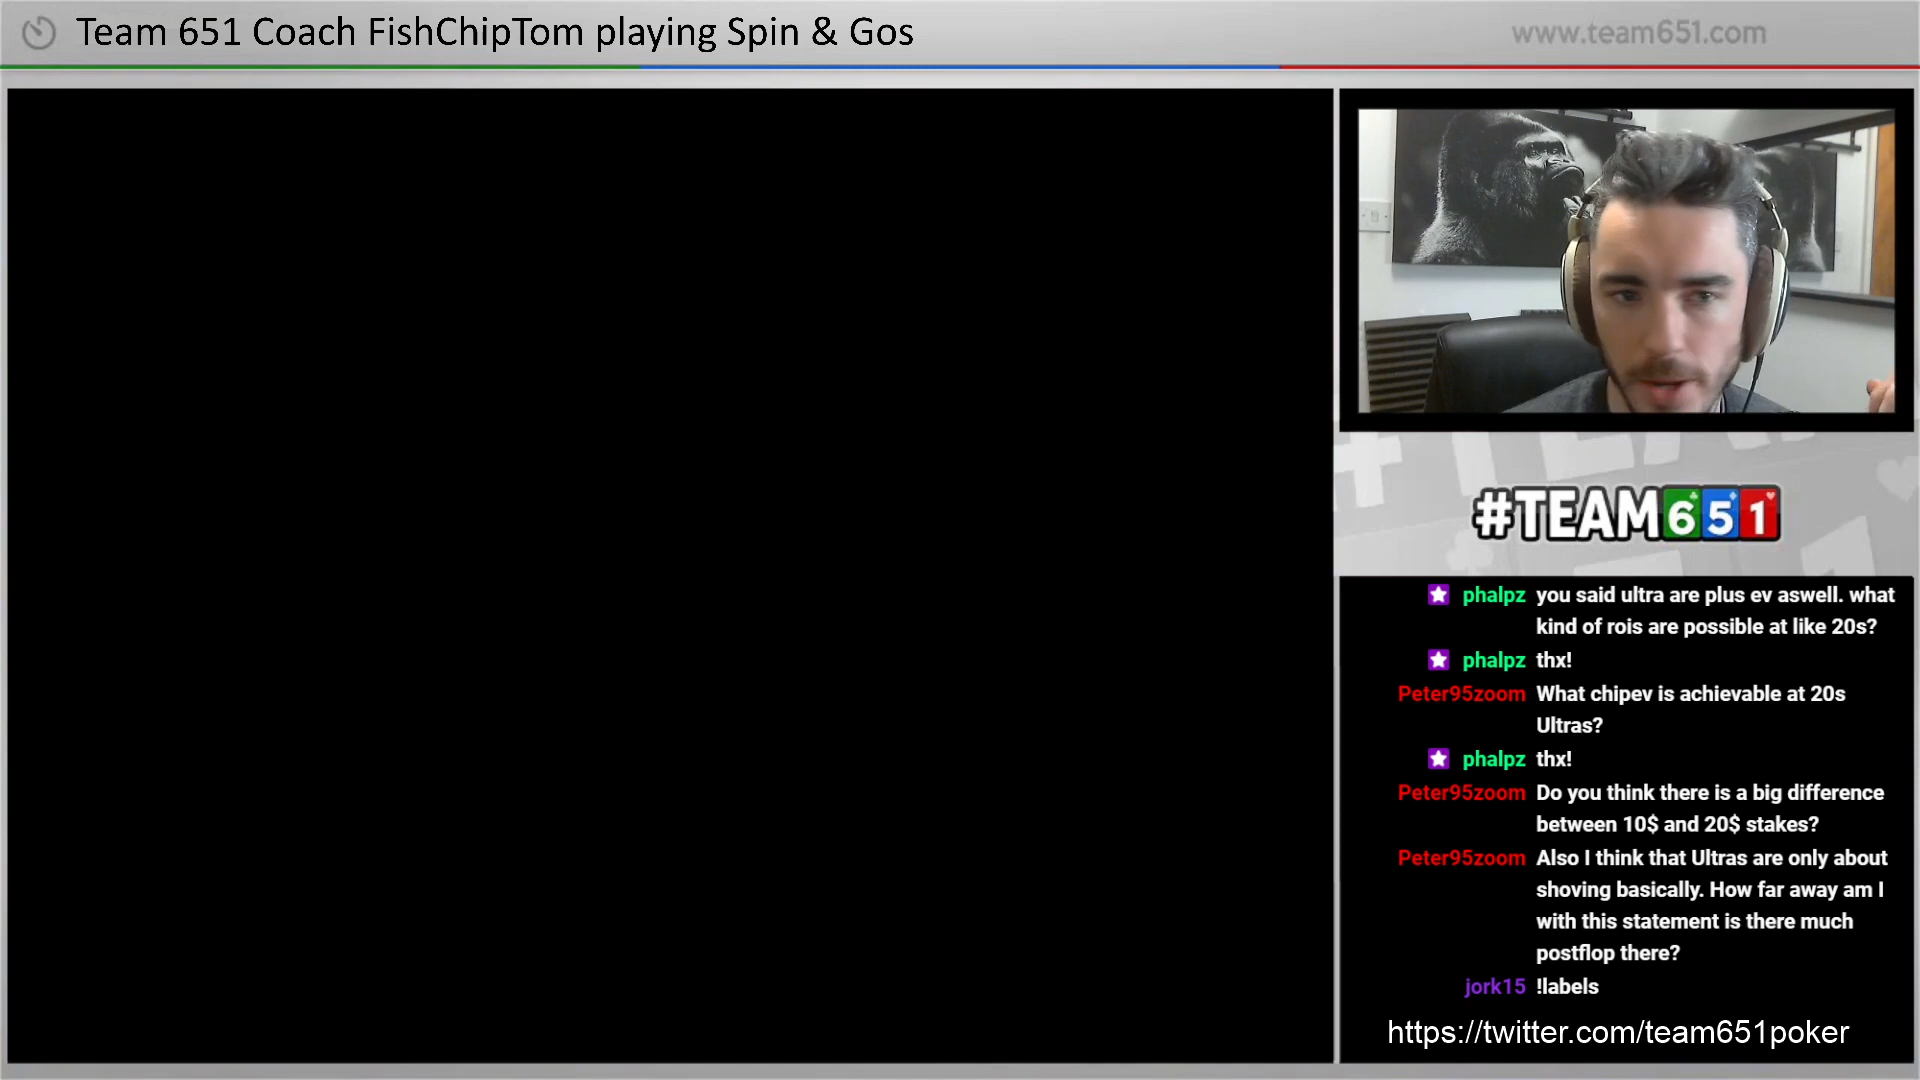 Team 651 Coach FishChipTom playing Spin & Gos
www.team651.com
#TEAM651
phalpz you said ultra are plus ev aswell. what
kind of rois are possible at like 20s?
phalpz thx!
Peter95zoom What chipev is achievable at 20s
Ultras?
phalpz thx!
Peter95zoom Do you think there is a big difference
between 10$ and 20$ stakes?
Peter95zoom Also I think that Ultras are only about
shoving basically. How far away am I
with this statement is there much
postflop there?
jork15 !labels
https://twitter.com/team651poker